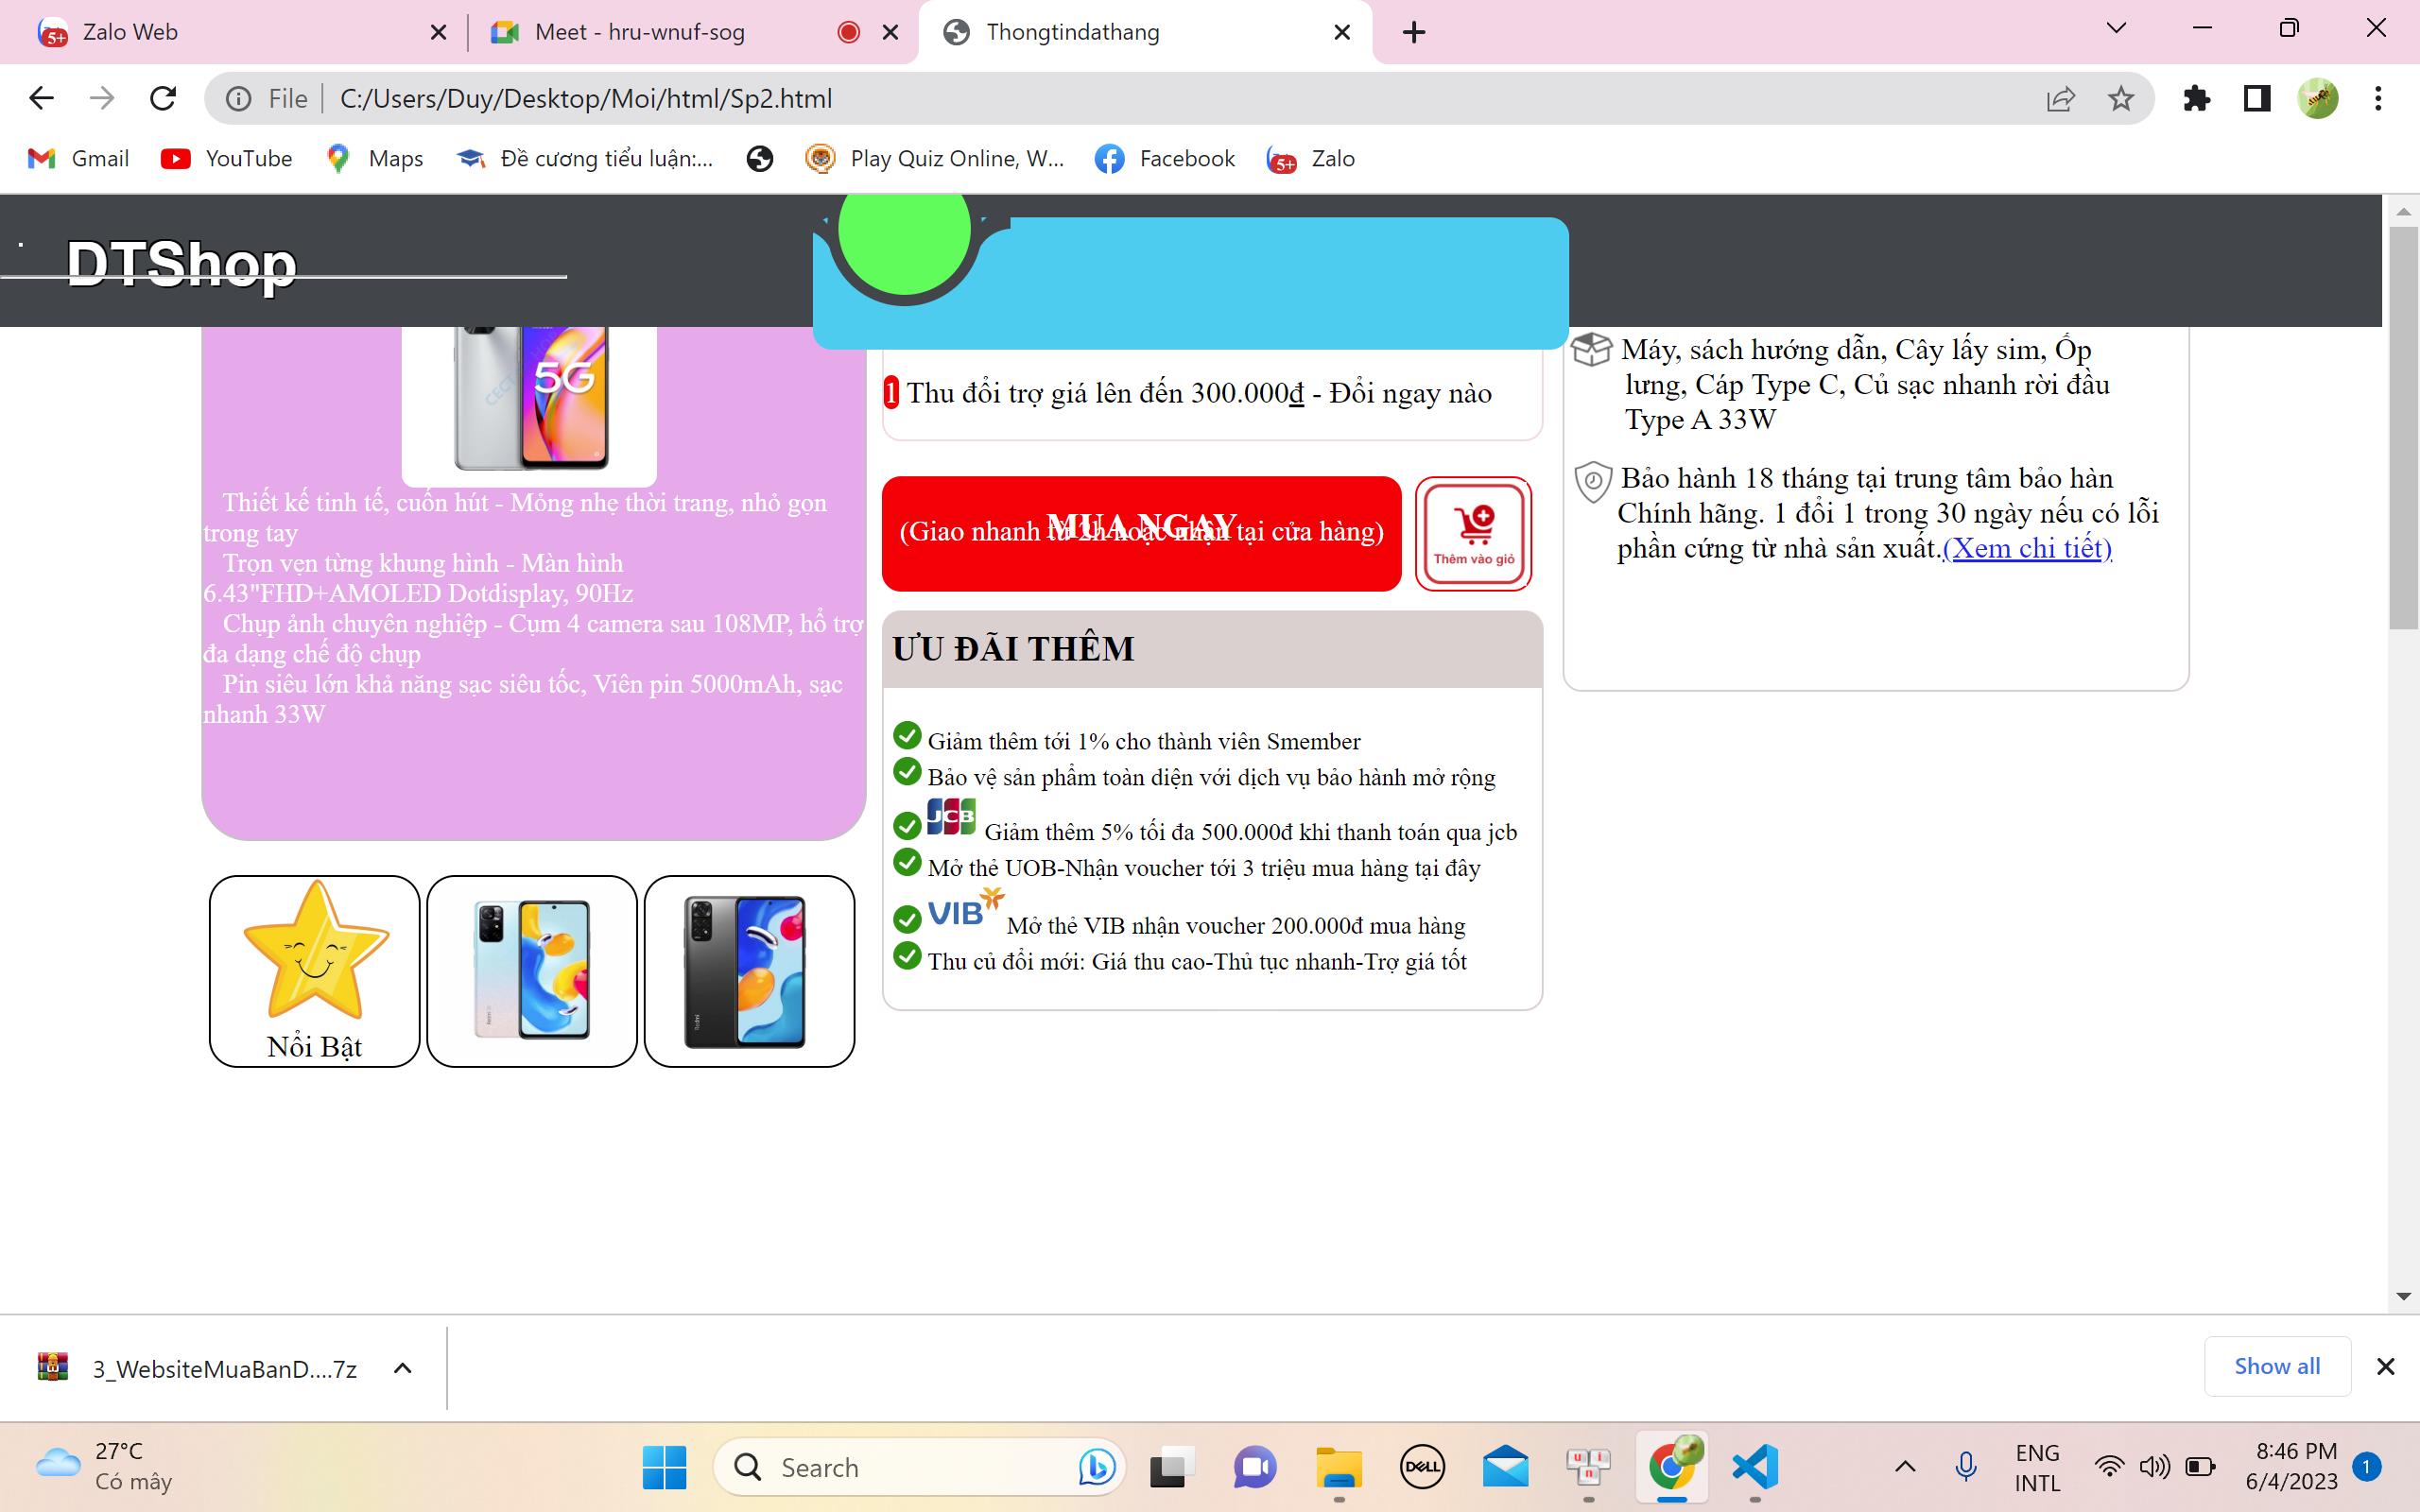 Zalo Web
Meet - hru-wnuf-sog
Thongtindathang
File
C:/Users/Duy/Desktop/Moi/html/Sp2.html
Gmail
YouTube
Maps
Đề cương tiểu luận:...
Play Quiz Online, W...
Facebook
5+
Zalo
DTShop
5G
Thiết kế tinh tế, cuốn hút - Mỏng nhẹ thời trang, nhỏ gọn
trong tay
Trọn vẹn từng khung hình - Màn hình
6.43"FHD+AMOLED Dotdisplay, 90Hz
Chụp ảnh chuyên nghiệp - Cụm 4 camera sau 108MP, hổ trợ
đa dạng chế độ chụp
Pin siêu lớn khả năng sạc siêu tốc, Viên pin 5000mAh, sạc
nhanh 33W
Nổi Bật
1 Thu đổi trợ giá lên đến 300.000đ - Đổi ngay nào
MUA NGAY
(Giao nhanh từ 2h hoặc nhận tại cửa hàng)
Thêm vào giỏ
ƯU ĐÃI THÊM
Giảm thêm tới 1% cho thành viên Smember
Bảo vệ sản phẩm toàn diện với dịch vụ bảo hành mở rộng
JCB Giảm thêm 5% tối đa 500.000đ khi thanh toán qua jcb
Mở thẻ UOB-Nhận voucher tới 3 triệu mua hàng tại đây
VIB Mở thẻ VIB nhận voucher 200.000đ mua hàng
Thu củ đổi mới: Giá thu cao-Thủ tục nhanh-Trợ giá tốt
Máy, sách hướng dẫn, Cây lấy sim, Ốp
lưng, Cáp Type C, Củ sạc nhanh rời đầu
Type A 33W
Bảo hành 18 tháng tại trung tâm bảo hàn
Chính hãng. 1 đổi 1 trong 30 ngày nếu có lỗi
phần cứng từ nhà sản xuất.(Xem chi tiết)
3_WebsiteMuaBanD....7z
Show all
27°C
Có mây
Search
DELL
ENG
INTL
8:46 PM
6/4/2023
1